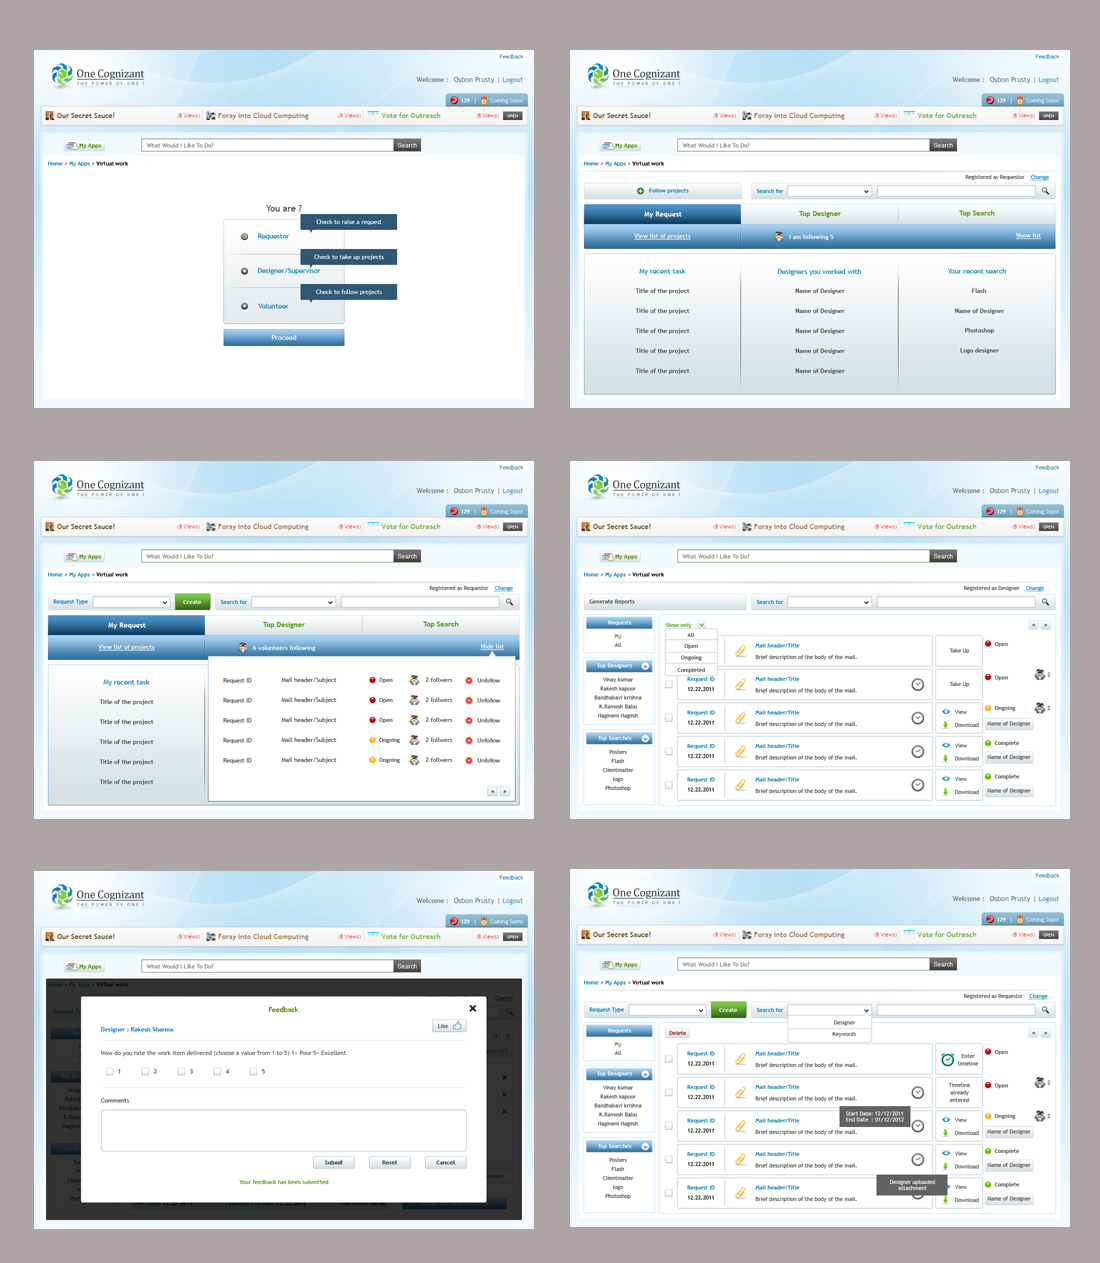 Feedback
One Cognizant
THE POWER OF ONE !
Welcome : Osbon Prusty | Logout
129 | Coming Soon!
Our Secret Sauce! (8 Views) Foray into Cloud Computing (8 Views) Vote for Outreach (8 Views) OPEN
My Apps What Would I Like To Do? Search
Home > My Apps > Virtual work
You are ?
Check to raise a request
Requestor
Check to take up projects
Designer/Supervisor
Check to follow projects
Volunteer
Proceed
Feedback
One Cognizant
THE POWER OF ONE !
Welcome : Osbon Prusty | Logout
129 | Coming Soon!
Our Secret Sauce! (8 Views) Foray into Cloud Computing (8 Views) Vote for Outreach (8 Views) OPEN
My Apps What Would I Like To Do? Search
Home > My Apps > Virtual work
Registered as Requestor Change
Follow projects Search for
My Request Top Designer Top Search
View list of projects I am following 5 Show list
My recent task Designers you worked with Your recent search
Title of the project Name of Designer Flash
Title of the project Name of Designer Name of Designer
Title of the project Name of Designer Photoshop
Title of the project Name of Designer Logo designer
Title of the project Name of Designer
Feedback
One Cognizant
THE POWER OF ONE !
Welcome : Osbon Prusty | Logout
129 | Coming Soon!
Our Secret Sauce! (8 Views) Foray into Cloud Computing (8 Views) Vote for Outreach (8 Views) OPEN
My Apps What Would I Like To Do? Search
Home > My Apps > Virtual work
Registered as Requestor Change
Request Type Create Search for
My Request Top Designer Top Search
View list of projects 6 volunteers following Hide list
My recent task
Title of the project
Title of the project
Title of the project
Title of the project
Title of the project
Request ID Mail header/Subject Open 2 follwers Unfollow
Request ID Mail header/Subject Open 2 follwers Unfollow
Request ID Mail header/Subject Open 2 follwers Unfollow
Request ID Mail header/Subject Ongoing 2 follwers Unfollow
Request ID Mail header/Subject Ongoing 2 follwers Unfollow
Feedback
One Cognizant
THE POWER OF ONE !
Welcome : Osbon Prusty | Logout
129 | Coming Soon!
Our Secret Sauce! (8 Views) Foray into Cloud Computing (8 Views) Vote for Outreach (8 Views) OPEN
My Apps What Would I Like To Do? Search
Home > My Apps > Virtual work
Registered as Designer Change
Generate Reports Search for
Requests
My
All
Top Designers
Vinay kumar
Rakesh kapoor
Bandhakavi krishna
K.Ramesh Babu
Hagineni Hagesh
Top Searches
Posters
Flash
Clientmailer
logo
Photoshop
Show only
All
Open
Ongoing
Completed
Mail header/Title
Brief description of the body of the mail.
Take Up
Open
Request ID
12.22.2011
Mail header/Title
Brief description of the body of the mail.
Take Up
Open
2
Request ID
12.22.2011
Mail header/Title
Brief description of the body of the mail.
View
Download
Ongoing
2
Name of Designer
Request ID
12.22.2011
Mail header/Title
Brief description of the body of the mail.
View
Download
Complete
Name of Designer
Request ID
12.22.2011
Mail header/Title
Brief description of the body of the mail.
View
Download
Complete
Name of Designer
Feedback
One Cognizant
THE POWER OF ONE !
Welcome : Osbon Prusty | Logout
129 | Coming Soon!
Our Secret Sauce! (8 Views) Foray into Cloud Computing (8 Views) Vote for Outreach (8 Views) OPEN
My Apps What Would I Like To Do? Search
Feedback
Designer : Rakesh Sharma
Like
How do you rate the work item delivered (choose a value from 1 to 5) 1= Poor 5= Excellent
1 2 3 4 5
Comments
Submit Reset Cancel
Your feedback has been submitted
Feedback
One Cognizant
THE POWER OF ONE !
Welcome : Osbon Prusty | Logout
129 | Coming Soon!
Our Secret Sauce! (8 Views) Foray into Cloud Computing (8 Views) Vote for Outreach (8 Views) OPEN
My Apps What Would I Like To Do? Search
Home > My Apps > Virtual work
Registered as Requestor Change
Request Type Create Search for
Designer
Keywords
Requests
My
All
Top Designers
Vinay kumar
Rakesh kapoor
Bandhakavi krishna
K.Ramesh Babu
Hagineni Hagesh
Top Searches
Posters
Flash
Clientmailer
logo
Photoshop
Delete
Request ID
12.22.2011
Mail header/Title
Brief description of the body of the mail.
Enter
timeline
Open
Request ID
12.22.2011
Mail header/Title
Brief description of the body of the mail.
Timeline
already
entered
Open
2
Start Date: 12/12/2011
End Date : 01/12/2012
Request ID
12.22.2011
Mail header/Title
Brief description of the body of the mail.
View
Download
Ongoing
2
Name of Designer
Request ID
12.22.2011
Mail header/Title
Brief description of the body of the mail.
View
Download
Complete
Name of Designer
Designer uploaded
attachment
Request ID
12.22.2011
Mail header/Title
Brief description of the body of the mail.
View
Download
Complete
Name of Designer